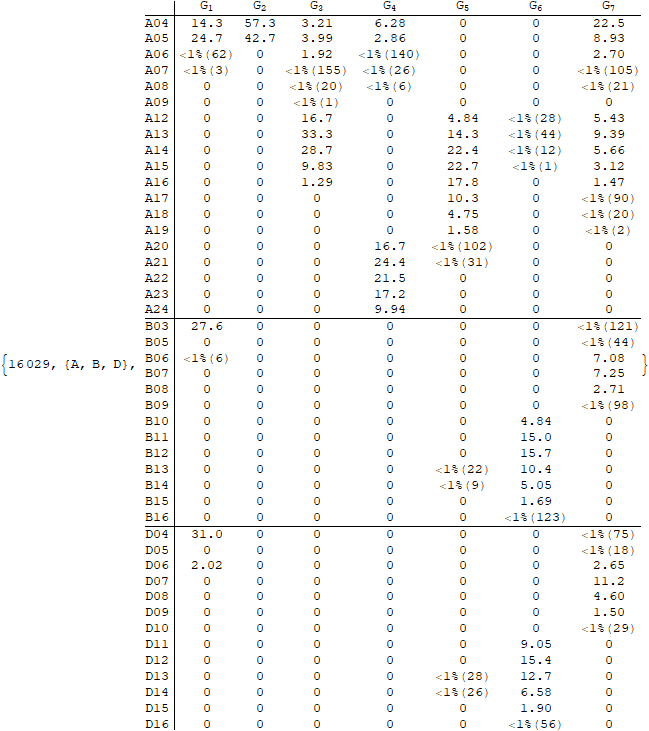 G1 G2 G3 G4 G5 G6 G7
A04 14.3 57.3 3.21 6.28 0 0 22.5
A05 24.7 42.7 3.99 2.86 0 0 8.93
A06 <1%(62) 0 1.92 <1%(140) 0 0 2.70
A07 <1%(3) 0 <1%(155) <1%(26) 0 0 <1%(105)
A08 0 0 <1%(20) <1%(6) 0 0 <1%(21)
A09 0 0 <1%(1) 0 0 0 0
A12 0 0 16.7 0 4.84 <1%(28) 5.43
A13 0 0 33.3 0 14.3 <1%(44) 9.39
A14 0 0 28.7 0 22.4 <1%(12) 5.66
A15 0 0 9.83 0 22.7 <1%(1) 3.12
A16 0 0 1.29 0 17.8 0 1.47
A17 0 0 0 0 10.3 0 <1%(90)
A18 0 0 0 0 4.75 0 <1%(20)
A19 0 0 0 0 1.58 0 <1%(2)
A20 0 0 0 16.7 <1%(102) 0 0
A21 0 0 0 24.4 <1%(31) 0 0
A22 0 0 0 21.5 0 0 0
A23 0 0 0 17.2 0 0 0
A24 0 0 0 9.94 0 0 0
B03 27.6 0 0 0 0 0 <1%(121)
B05 0 0 0 0 0 0 <1%(44)
{16029, {A, B, D}, B06 <1%(6) 0 0 0 0 0 7.08 }
B07 0 0 0 0 0 0 7.25
B08 0 0 0 0 0 0 2.71
B09 0 0 0 0 0 0 <1%(98)
B10 0 0 0 0 0 4.84 0
B11 0 0 0 0 0 15.0 0
B12 0 0 0 0 0 15.7 0
B13 0 0 0 0 <1%(22) 10.4 0
B14 0 0 0 0 <1%(9) 5.05 0
B15 0 0 0 0 0 1.69 0
B16 0 0 0 0 0 <1%(123) 0
D04 31.0 0 0 0 0 0 <1%(75)
D05 0 0 0 0 0 0 <1%(18)
D06 2.02 0 0 0 0 0 2.65
D07 0 0 0 0 0 0 11.2
D08 0 0 0 0 0 0 4.60
D09 0 0 0 0 0 0 1.50
D10 0 0 0 0 0 0 <1%(29)
D11 0 0 0 0 0 9.05 0
D12 0 0 0 0 0 15.4 0
D13 0 0 0 0 <1%(28) 12.7 0
D14 0 0 0 0 <1%(26) 6.58 0
D15 0 0 0 0 0 1.90 0
D16 0 0 0 0 0 <1%(56) 0